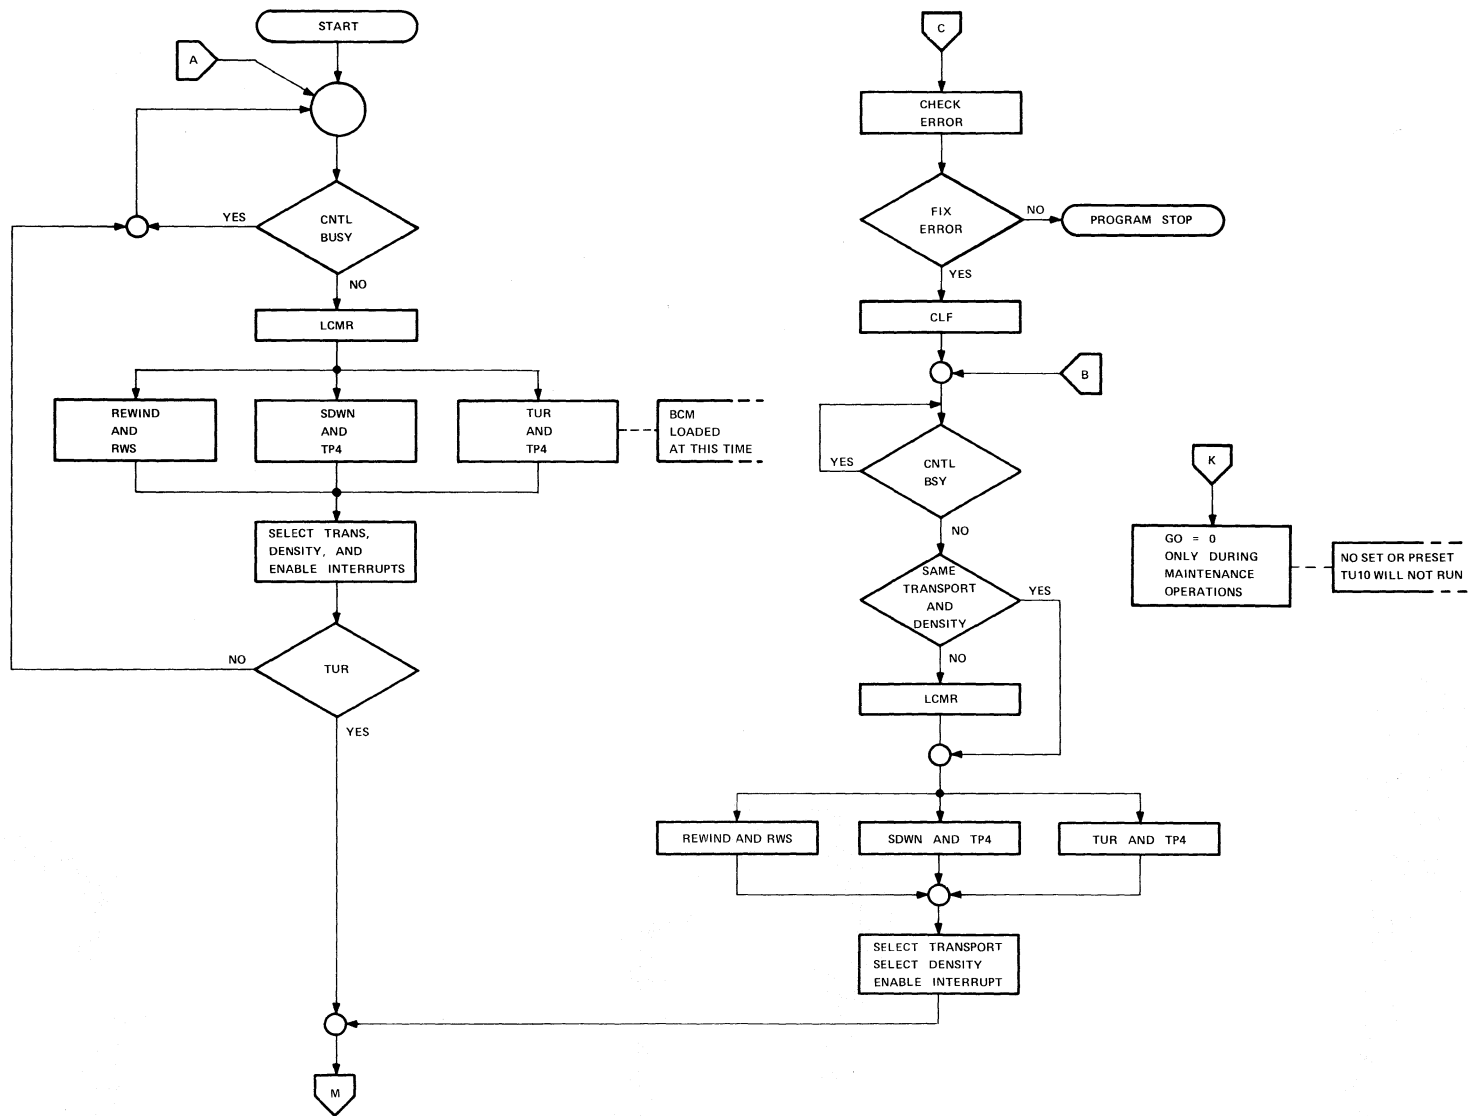 START
A
CNTL
BUSY
YES
NO
LCMR
REWIND
AND
RWS
SDWN
AND
TP4
TUR
AND
TP4
BCM
LOADED
AT THIS TIME
SELECT TRANS,
DENSITY, AND
ENABLE INTERRUPTS
NO
TUR
YES
M
C
CHECK
ERROR
FIX
ERROR
NO
PROGRAM STOP
YES
CLF
B
YES
CNTL
BSY
NO
SAME
TRANSPORT
AND
DENSITY
YES
NO
LCMR
REWIND AND RWS
SDWN AND TP4
TUR AND TP4
SELECT TRANSPORT
SELECT DENSITY
ENABLE INTERRUPT
K
GO = 0
ONLY DURING
MAINTENANCE
OPERATIONS
NO SET OR PRESET
TU10 WILL NOT RUN